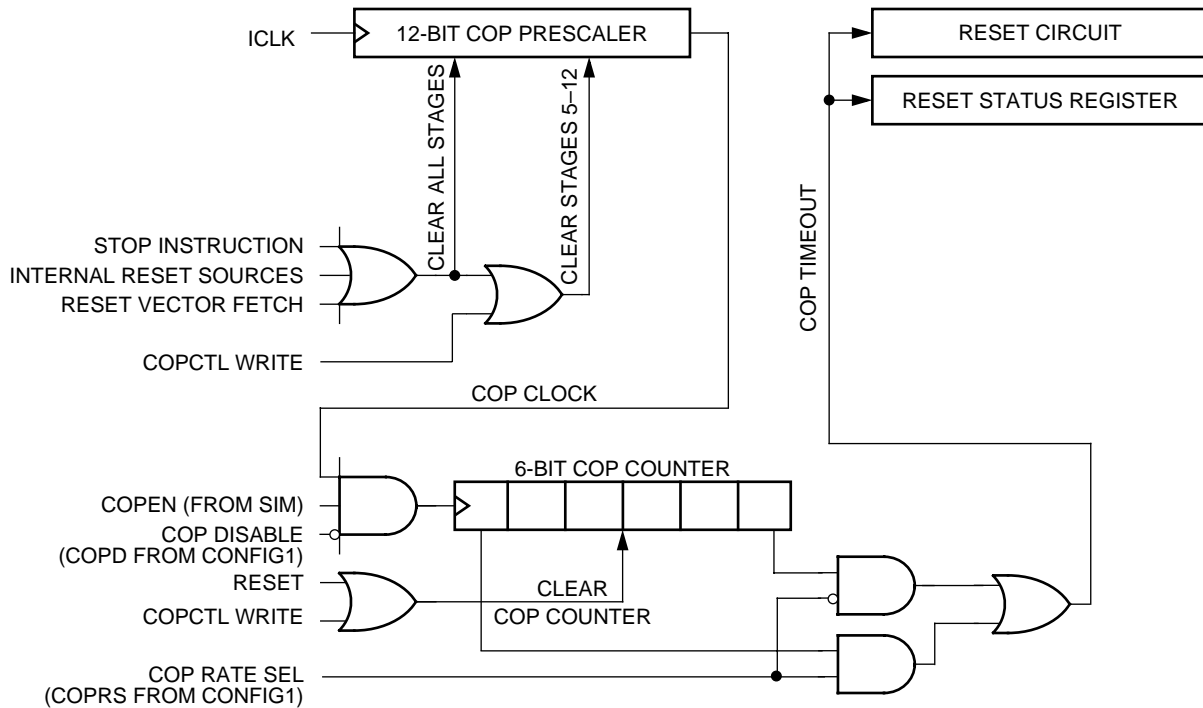 ICLK
12-BIT COP PRESCALER
RESET CIRCUIT
RESET STATUS REGISTER
CLEAR ALL STAGES
CLEAR STAGES 5–12
COP TIMEOUT
STOP INSTRUCTION
INTERNAL RESET SOURCES
RESET VECTOR FETCH
COPCTL WRITE
COP CLOCK
6-BIT COP COUNTER
COPEN (FROM SIM)
COP DISABLE
(COPD FROM CONFIG1)
RESET
COPCTL WRITE
CLEAR
COP COUNTER
COP RATE SEL
(COPRS FROM CONFIG1)